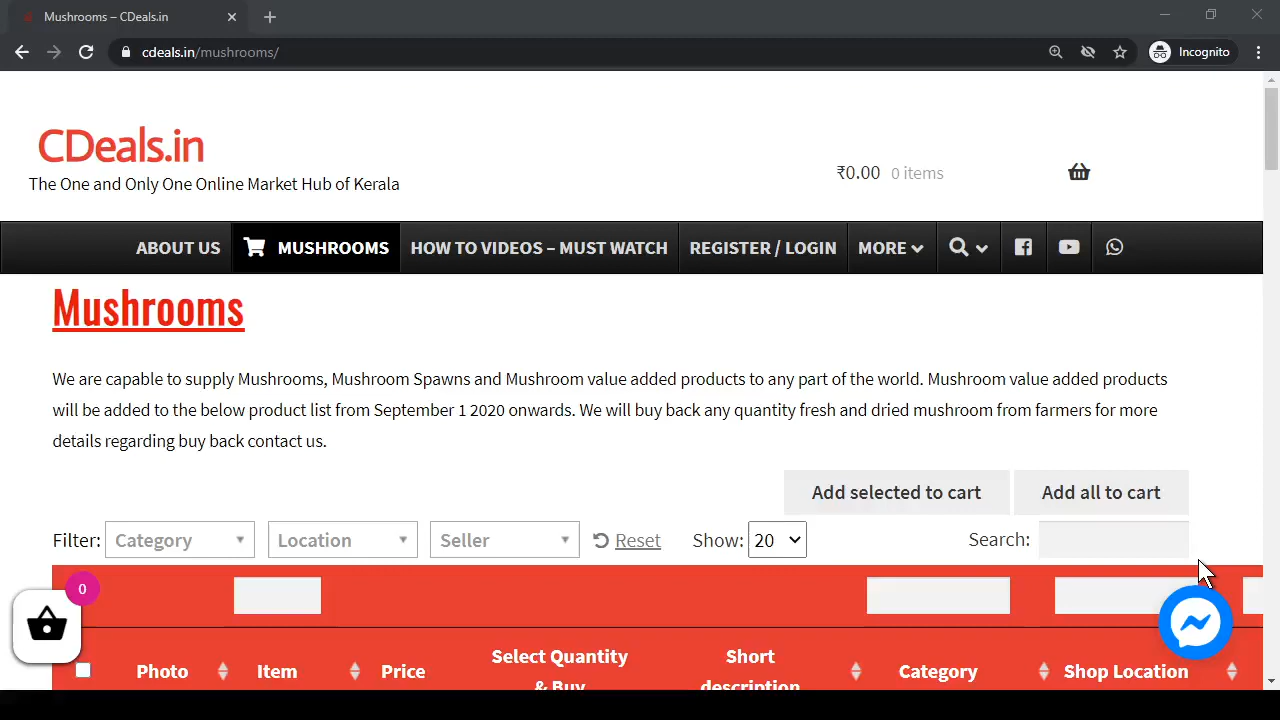 Mushrooms – CDeals.in
cdeals.in/mushrooms/
Incognito
CDeals.in
The One and Only One Online Market Hub of Kerala
₹0.00 0 items
ABOUT US MUSHROOMS HOW TO VIDEOS – MUST WATCH REGISTER / LOGIN MORE
Mushrooms
We are capable to supply Mushrooms, Mushroom Spawns and Mushroom value added products to any part of the world. Mushroom value added products
will be added to the below product list from September 1 2020 onwards. We will buy back any quantity fresh and dried mushroom from farmers for more
details regarding buy back contact us.
Add selected to cart Add all to cart
Filter: Category Location Seller Reset Show: 20 Search:
0
Photo Item Price Select Quantity Short Category Shop Location
& Buy description